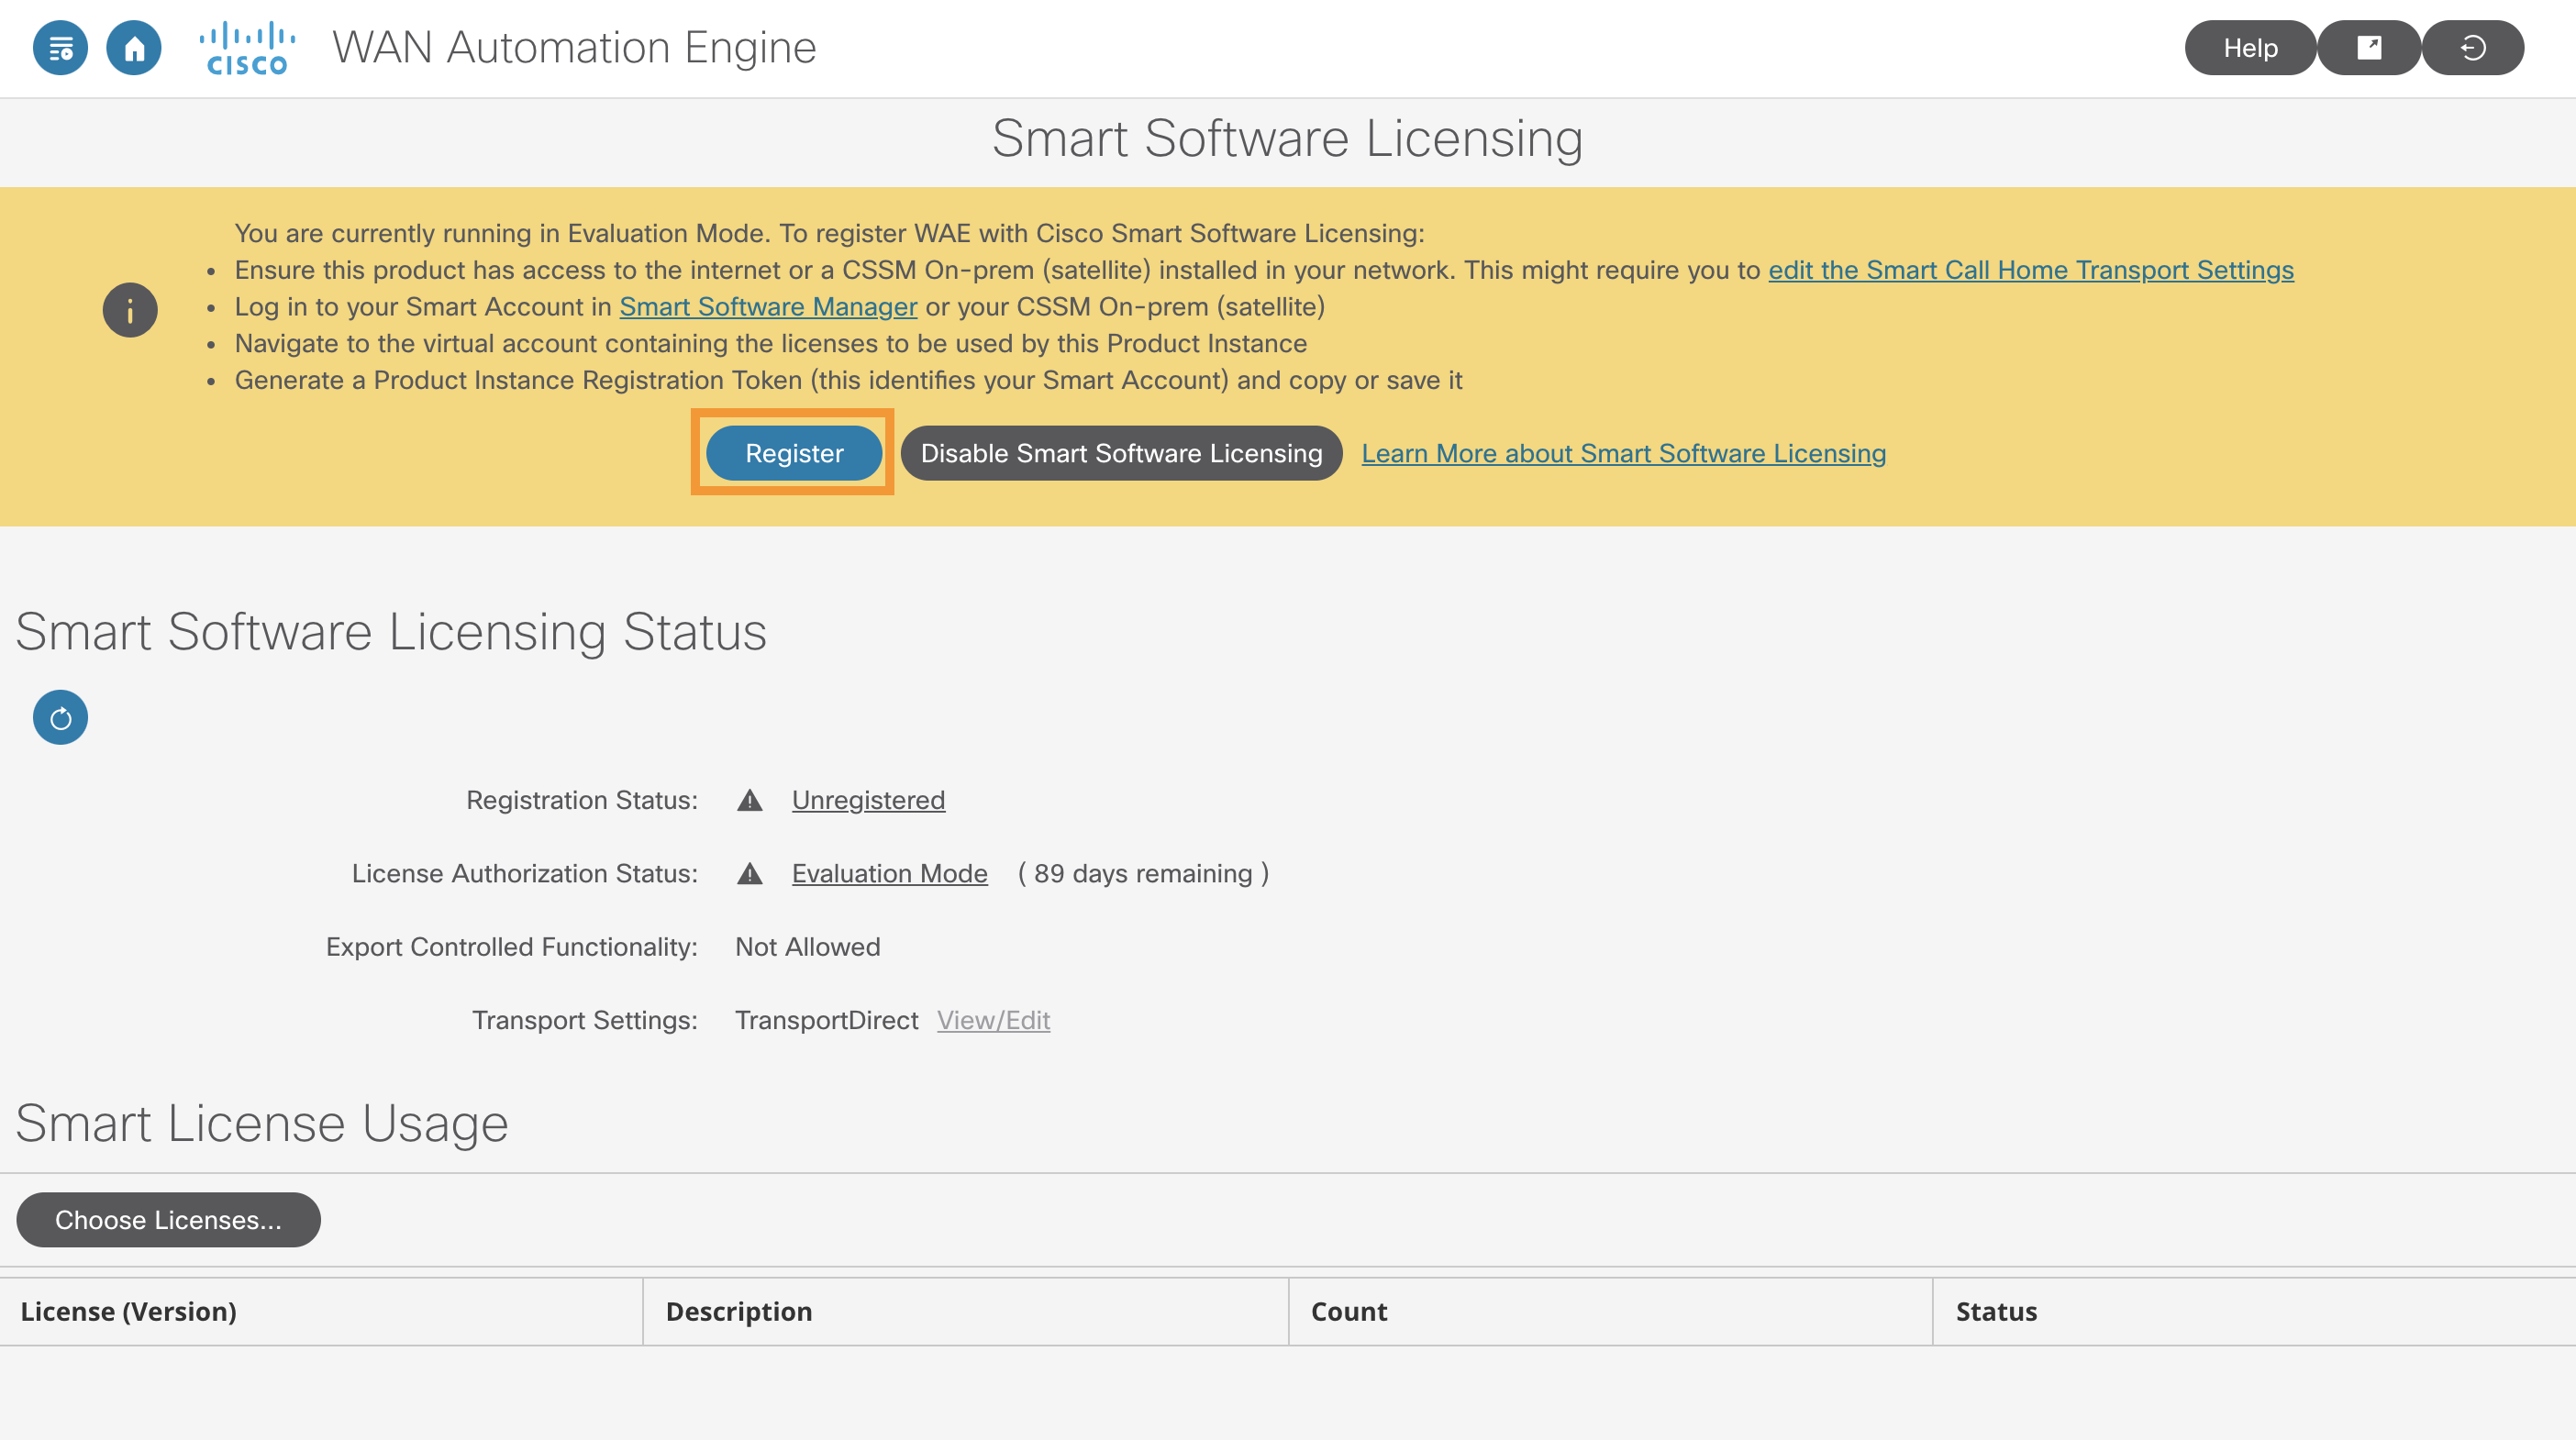 CISCO WAN Automation Engine Help
Smart Software Licensing
You are currently running in Evaluation Mode. To register WAE with Cisco Smart Software Licensing:
• Ensure this product has access to the internet or a CSSM On-prem (satellite) installed in your network. This might require you to edit the Smart Call Home Transport Settings
• Log in to your Smart Account in Smart Software Manager or your CSSM On-prem (satellite)
• Navigate to the virtual account containing the licenses to be used by this Product Instance
• Generate a Product Instance Registration Token (this identifies your Smart Account) and copy or save it
Register Disable Smart Software Licensing Learn More about Smart Software Licensing
Smart Software Licensing Status
Registration Status: Unregistered
License Authorization Status: Evaluation Mode ( 89 days remaining )
Export Controlled Functionality: Not Allowed
Transport Settings: TransportDirect View/Edit
Smart License Usage
Choose Licenses...
License (Version) Description Count Status